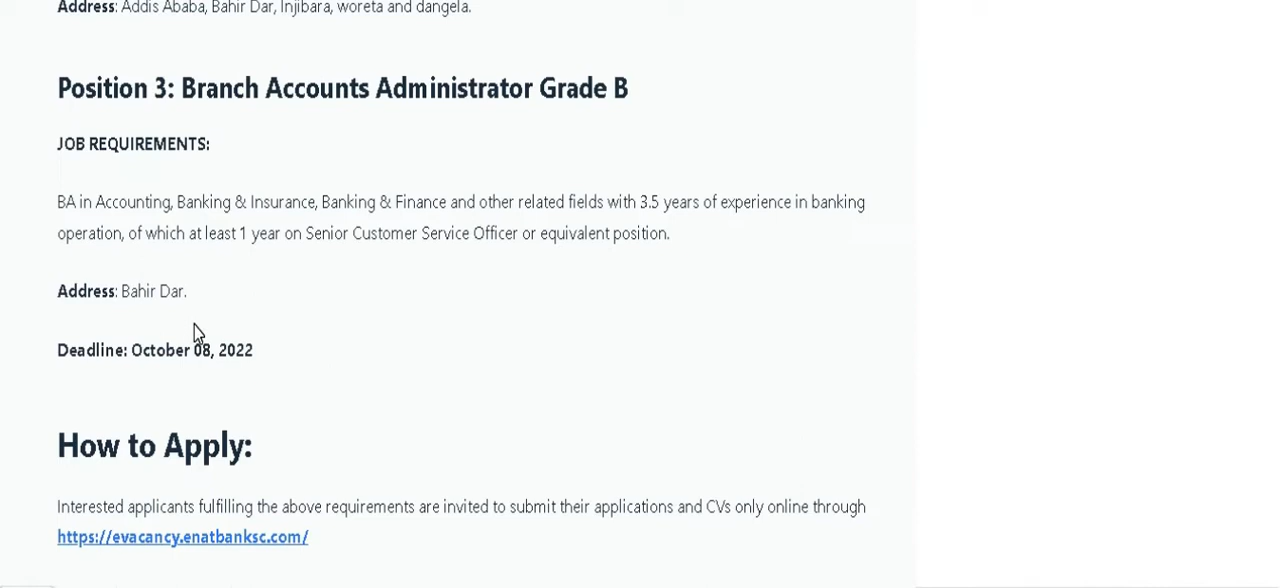 Address: Addis Ababa, Bahir Dar, Injibara, woreta and dangela.
Position 3: Branch Accounts Administrator Grade B
JOB REQUIREMENTS:
BA in Accounting, Banking & Insurance, Banking & Finance and other related fields with 3.5 years of experience in banking
operation, of which at least 1 year on Senior Customer Service Officer or equivalent position.
Address: Bahir Dar.
Deadline: October 08, 2022
How to Apply:
Interested applicants fulfilling the above requirements are invited to submit their applications and CVs only online through
https://evacancy.enatbanksc.com/